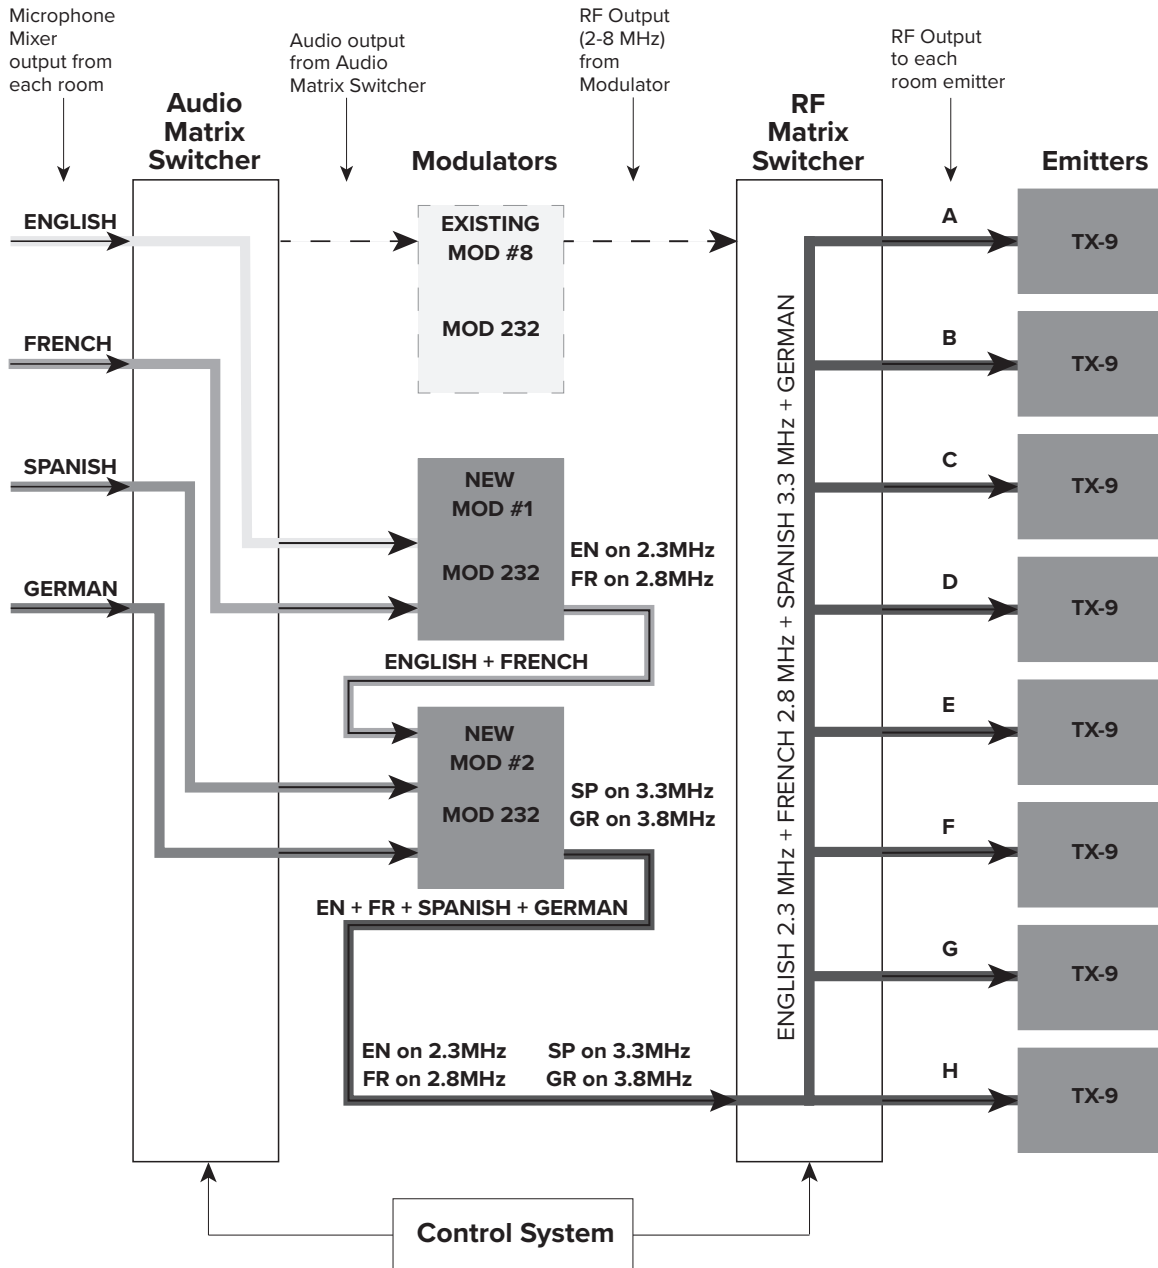 Microphone
Mixer
output from
each room
Audio output
from Audio
Matrix Switcher
RF Output
(2-8 MHz)
from
Modulator
RF Output
to each
room emitter
Audio
Matrix
Switcher
Modulators
RF
Matrix
Switcher
Emitters
ENGLISH
FRENCH
SPANISH
GERMAN
EXISTING
MOD #8
MOD 232
NEW
MOD #1
MOD 232
EN on 2.3MHz
FR on 2.8MHz
ENGLISH + FRENCH
NEW
MOD #2
MOD 232
SP on 3.3MHz
GR on 3.8MHz
EN + FR + SPANISH + GERMAN
EN on 2.3MHz
FR on 2.8MHz
SP on 3.3MHz
GR on 3.8MHz
ENGLISH 2.3 MHz + FRENCH 2.8 MHz + SPANISH 3.3 MHz + GERMAN
A
TX-9
B
TX-9
C
TX-9
D
TX-9
E
TX-9
F
TX-9
G
TX-9
H
TX-9
Control System